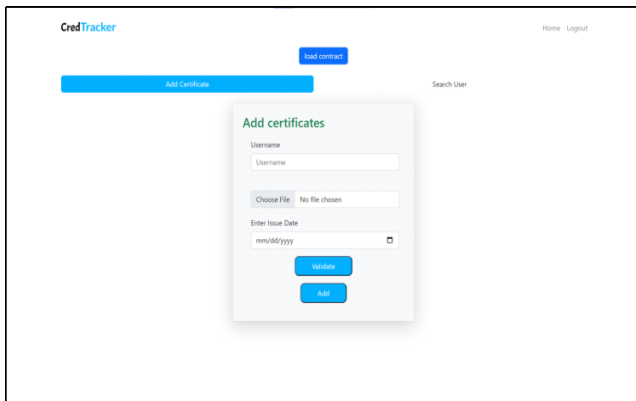 CredTracker
Home Logout
load contract
Add Certificate Search User
Add certificates
Username
Username
Choose File No file chosen
Enter Issue Date
mm/dd/yyyy
Validate
Add